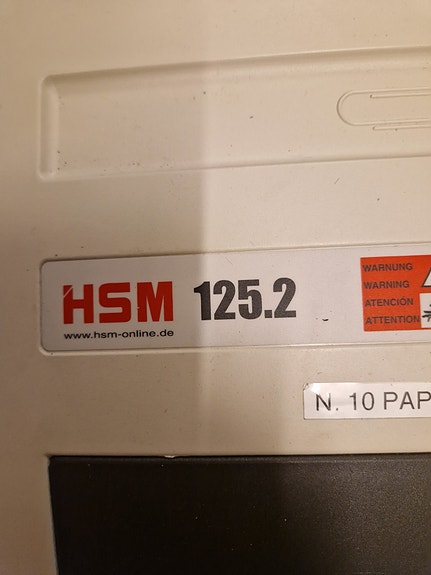 HSM 125.2
www.hsm-online.de
WARNUNG
WARNING
ATENCIÓN
ATTENTION
N. 10 PAP